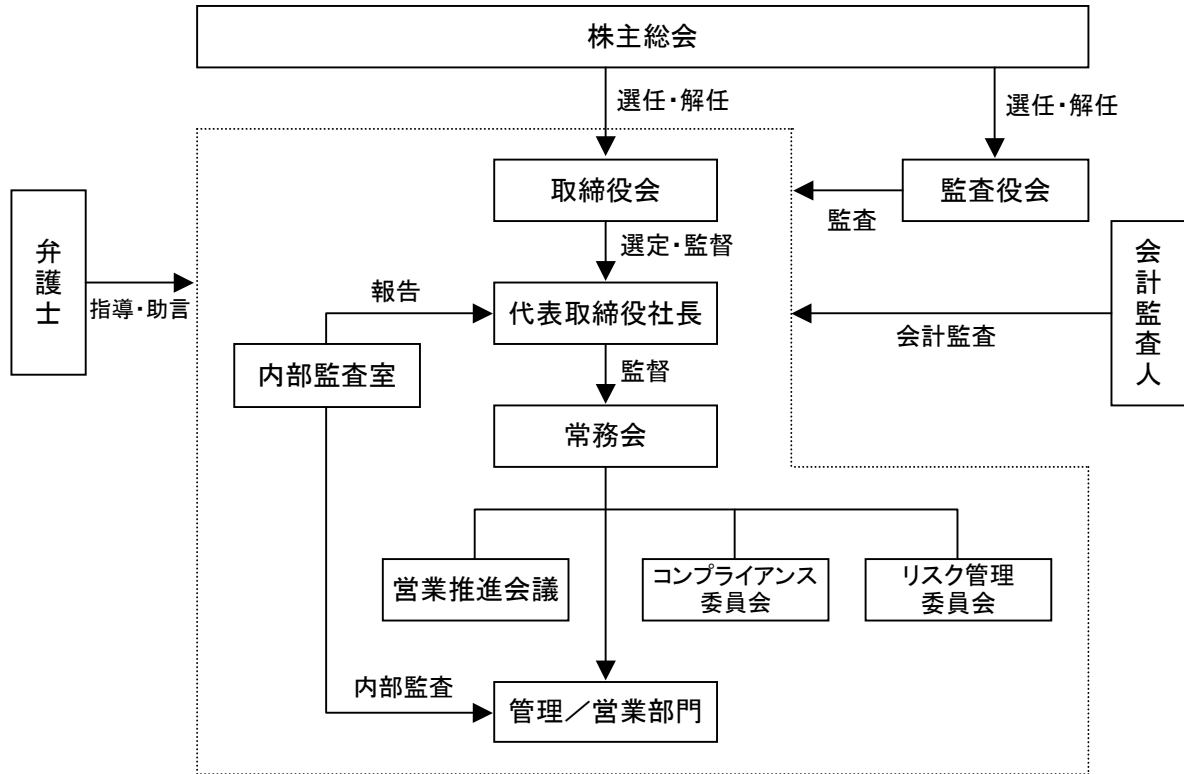 株主総会
選任・解任
選任・解任
取締役会
監査役会
監査
弁護士
指導・助言
選定・監督
報告
代表取締役社長
会計監査
会計監査人
内部監査室
監督
常務会
営業推進会議
コンプライアンス
委員会
リスク管理
委員会
内部監査
管理／営業部門